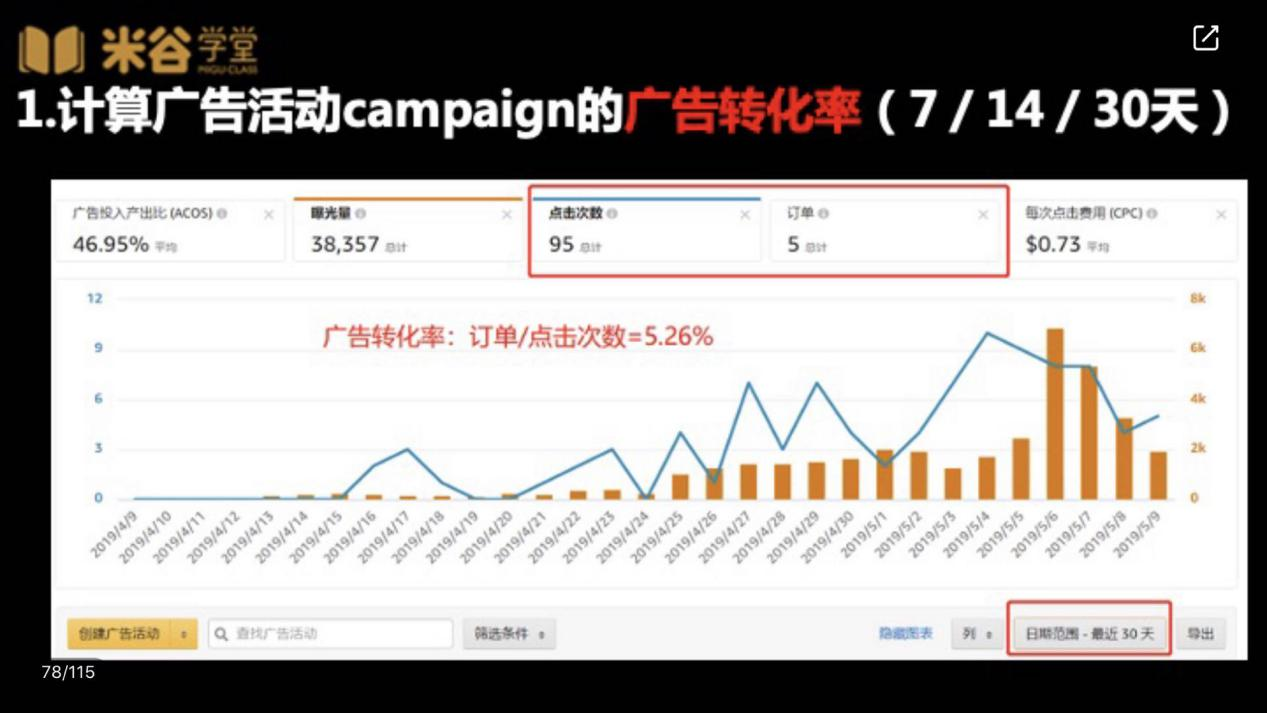 米谷学堂
MIGU CLASS
1.计算广告活动campaign的广告转化率（7 / 14 / 30天）
广告投入产出比 (ACOS) 曝光量 点击次数 订单 每次点击费用 (CPC)
46.95% 平均 38,357 总计 95 总计 5 总计 $0.73 平均
广告转化率：订单/点击次数=5.26%
12 8k
9 6k
6 4k
3 2k
0 0
2019/4/9 2019/4/10 2019/4/11 2019/4/12 2019/4/13 2019/4/14 2019/4/15 2019/4/16 2019/4/17 2019/4/18 2019/4/19 2019/4/20 2019/4/21 2019/4/22 2019/4/23 2019/4/24 2019/4/25 2019/4/26 2019/4/27 2019/4/28 2019/4/29 2019/4/30 2019/5/1 2019/5/2 2019/5/3 2019/5/4 2019/5/5 2019/5/6 2019/5/7 2019/5/8 2019/5/9
创建广告活动 查找广告活动 筛选条件 隐藏图表 列 日期范围 - 最近 30 天 导出
78/115